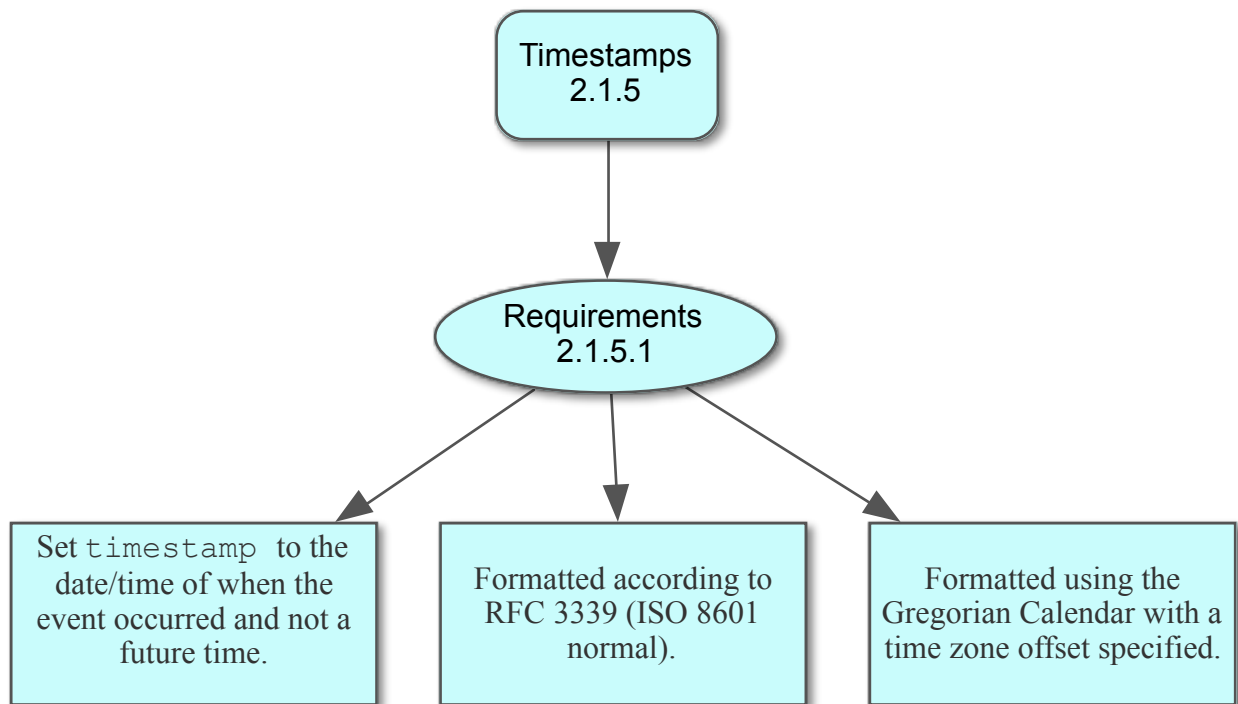 Timestamps
2.1.5
Requirements
2.1.5.1
Set timestamp to the
date/time of when the
event occurred and not a
future time.
Formatted according to
RFC 3339 (ISO 8601
normal).
Formatted using the
Gregorian Calendar with a
time zone offset specified.